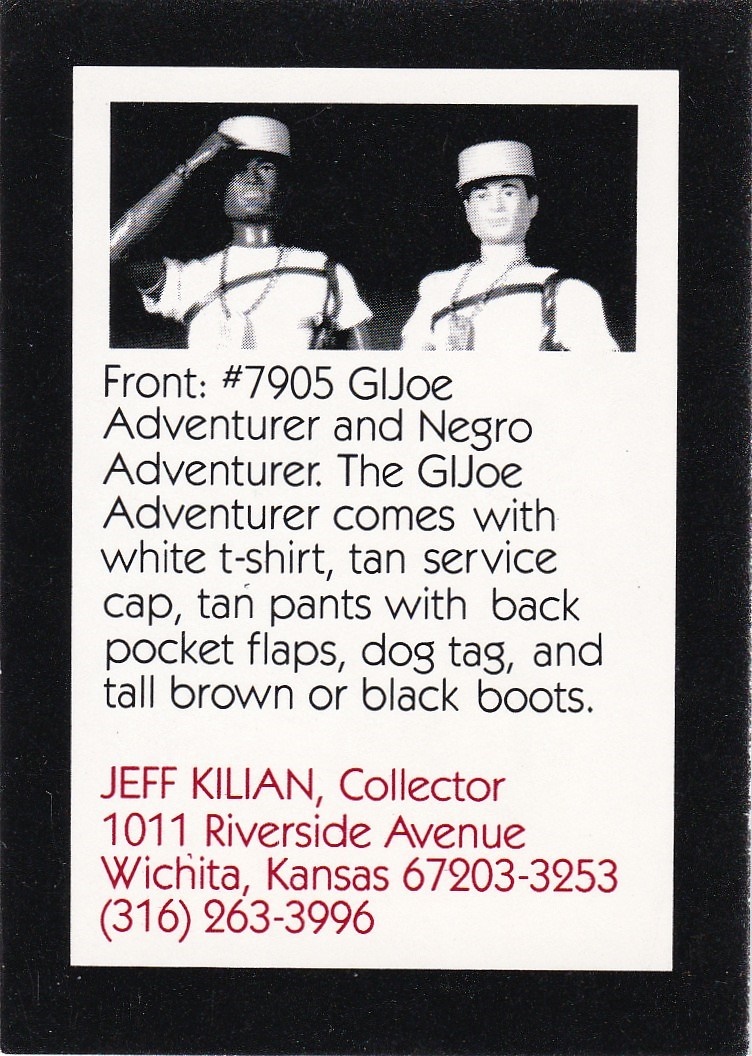 Front: #7905 GIJoe
Adventurer and Negro
Adventurer. The GIJoe
Adventurer comes with
white t-shirt, tan service
cap, tan pants with back
pocket flaps, dog tag, and
tall brown or black boots.
JEFF KILIAN, Collector
1011 Riverside Avenue
Wichita, Kansas 67203-3253
(316) 263-3996